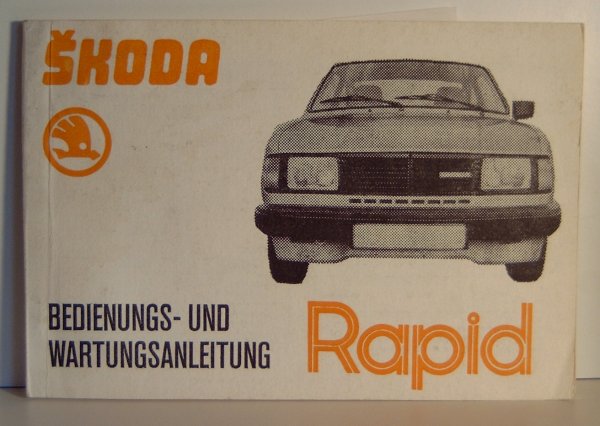 ŠKODA
BEDIENUNGS- UND
WARTUNGSANLEITUNG
Rapid